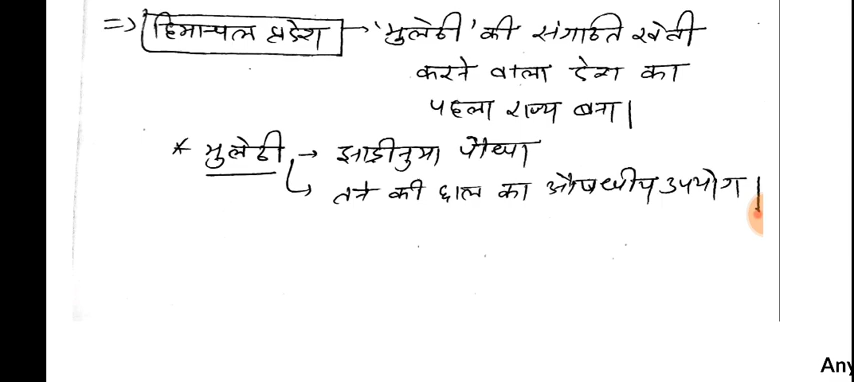 => हिमाचल प्रदेश → 'मुलेठी' की संगठित खेती
करने वाला देश का
पहला राज्य बना।
* मुलेठी → झाड़ीनुमा पौधा
↳ तने की छाल का औषधीय उपयोग।
Any